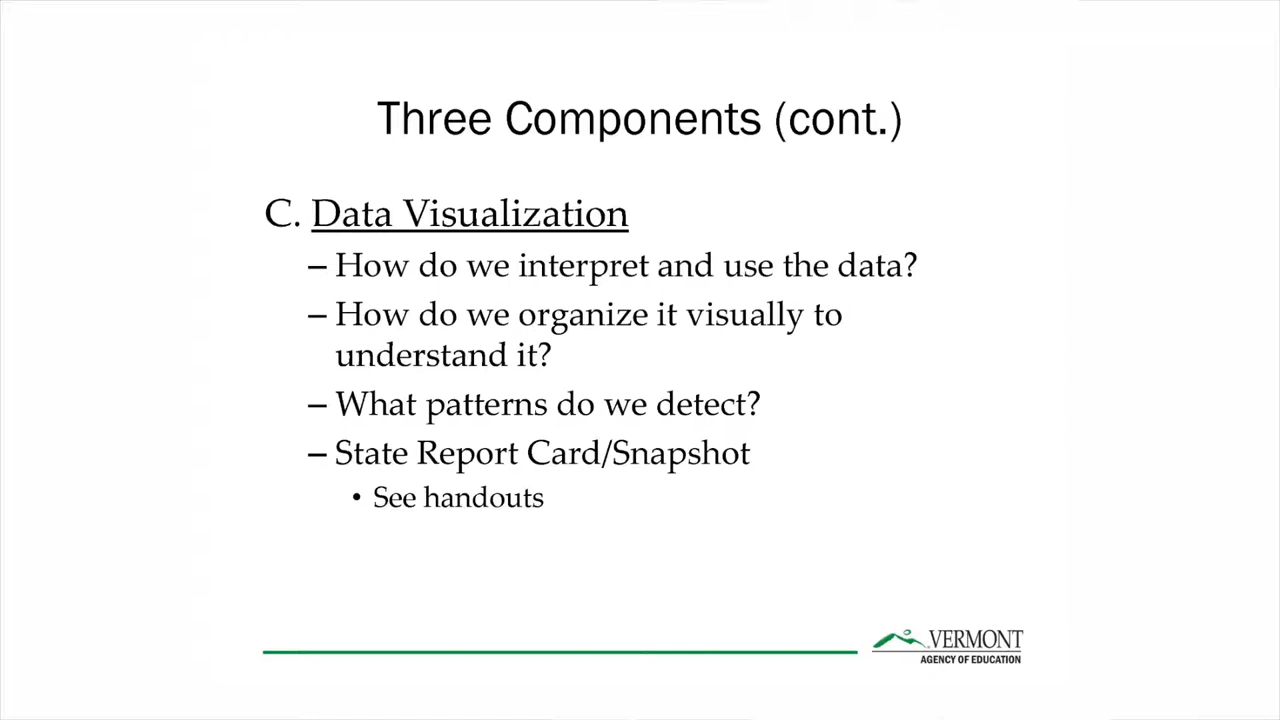 Three Components (cont.)
C. Data Visualization
– How do we interpret and use the data?
– How do we organize it visually to
understand it?
– What patterns do we detect?
– State Report Card/Snapshot
• See handouts
VERMONT
AGENCY OF EDUCATION